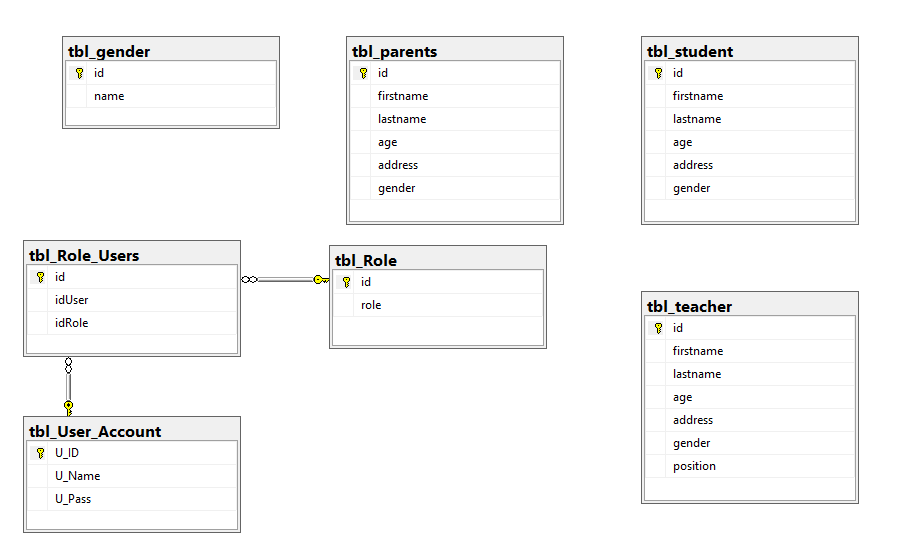 tbl_gender
id
name
tbl_parents
id
firstname
lastname
age
address
gender
tbl_student
id
firstname
lastname
age
address
gender
tbl_Role_Users
id
idUser
idRole
tbl_Role
id
role
tbl_teacher
id
firstname
lastname
age
address
gender
position
tbl_User_Account
U_ID
U_Name
U_Pass